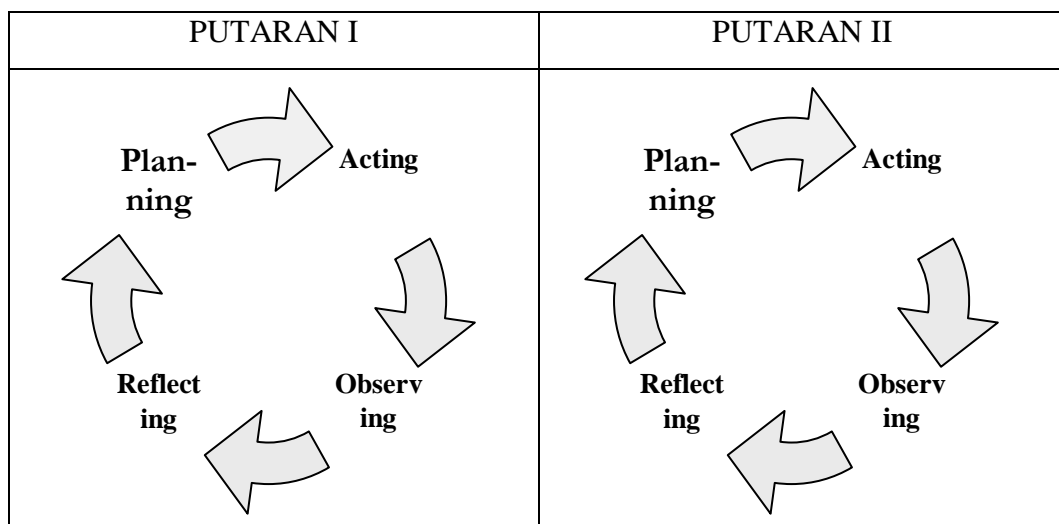 PUTARAN I
PUTARAN II
Plan-
ning
Acting
Reflect
ing
Observ
ing
Plan-
ning
Acting
Reflect
ing
Observ
ing